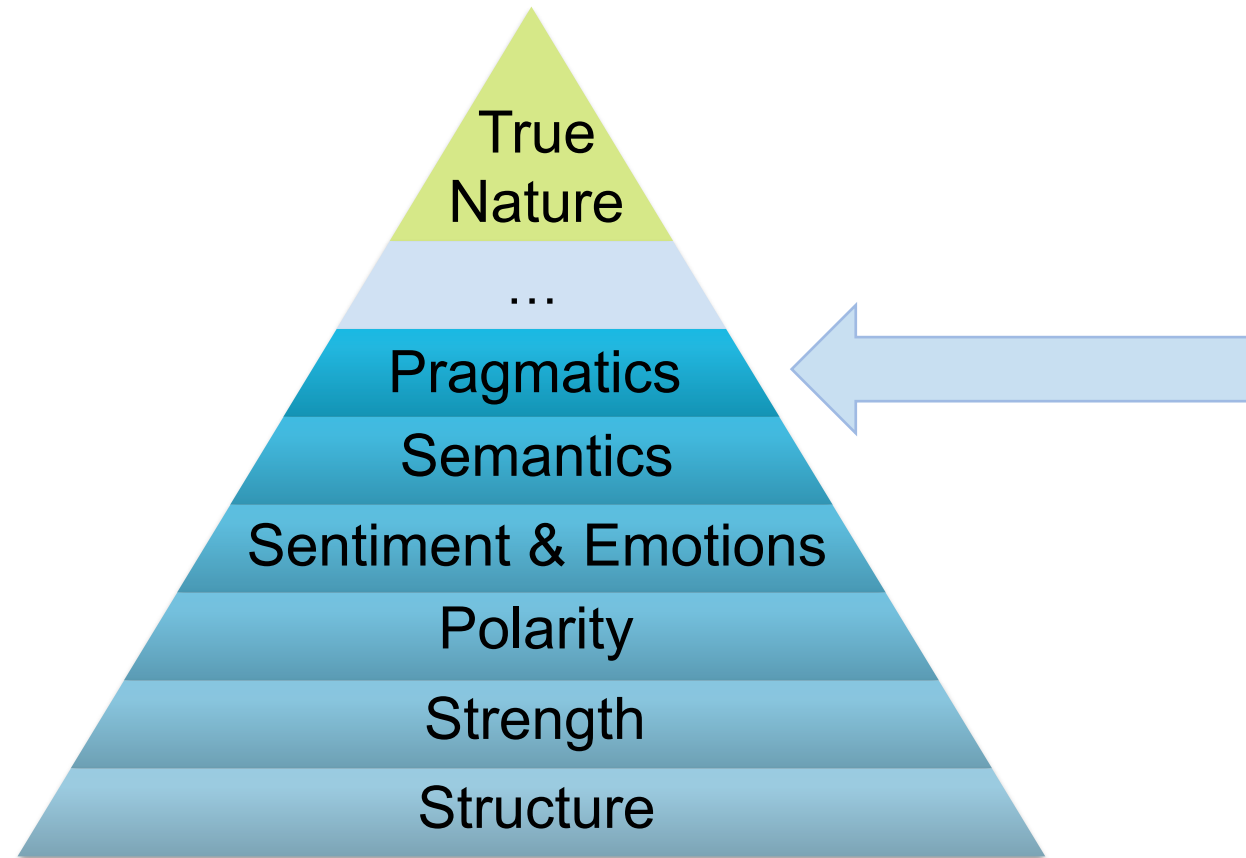 True
Nature
…
Pragmatics
Semantics
Sentiment & Emotions
Polarity
Strength
Structure